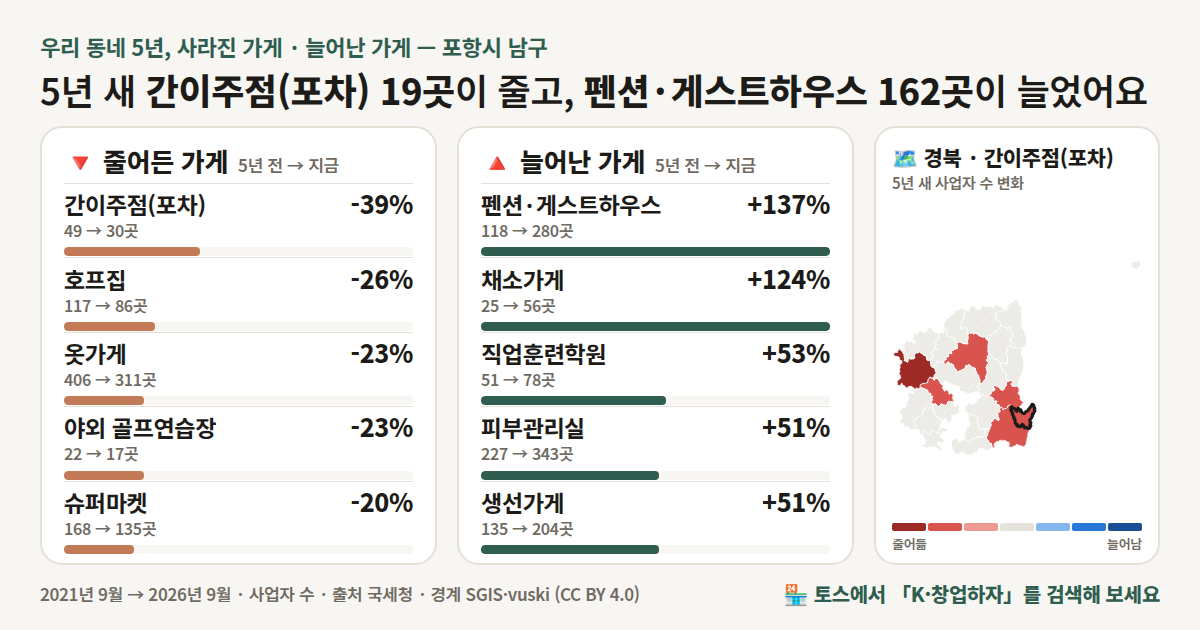 우리 동네 5년, 사라진 가게 · 늘어난 가게 — 포항시 남구
5년 새 간이주점(포차) 19곳이 줄고, 펜션·게스트하우스 162곳이 늘었어요
줄어든 가게 5년 전 → 지금
간이주점(포차) -39%
49 → 30곳
호프집 -26%
117 → 86곳
옷가게 -23%
406 → 311곳
야외 골프연습장 -23%
22 → 17곳
슈퍼마켓 -20%
168 → 135곳
늘어난 가게 5년 전 → 지금
펜션·게스트하우스 +137%
118 → 280곳
채소가게 +124%
25 → 56곳
직업훈련학원 +53%
51 → 78곳
피부관리실 +51%
227 → 343곳
생선가게 +51%
135 → 204곳
경북 · 간이주점(포차)
5년 새 사업자 수 변화
줄어듦 늘어남
2021년 9월 → 2026년 9월 · 사업자 수 · 출처 국세청 · 경계 SGIS·vuski (CC BY 4.0)
토스에서 「K·창업하자」를 검색해 보세요